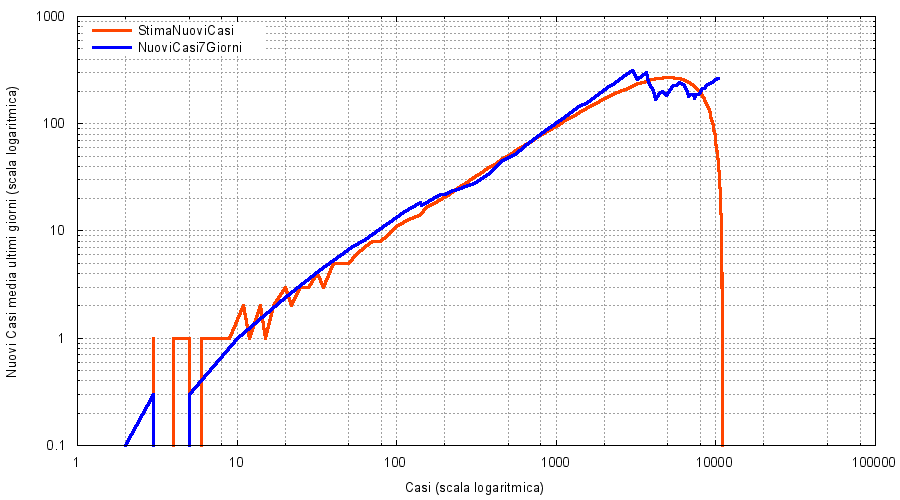 StimaNuoviCasi
NuoviCasi7Giorni
1000
100
10
1
0.1
1
10
100
1000
10000
100000
Nuovi Casi media ultimi giorni (scala logaritmica)
Casi (scala logaritmica)